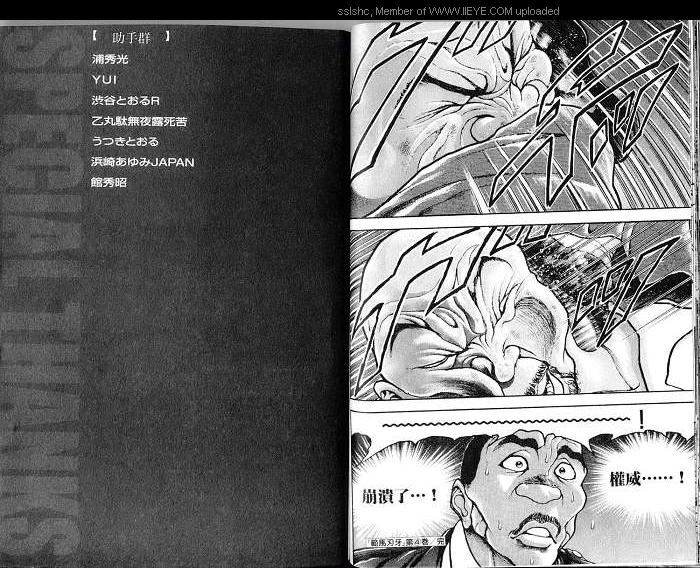 sslshc, Member of WWW.IIEYE.COM uploaded
SPECIAL THANKS
【 助手群 】
浦秀光
YUI
渋谷とおるR
乙丸駄無夜露死苦
うつきとおる
浜崎あゆみJAPAN
館秀昭
～～～～～！
權威……！
崩潰了…！
「範馬刃牙」第4巻／完